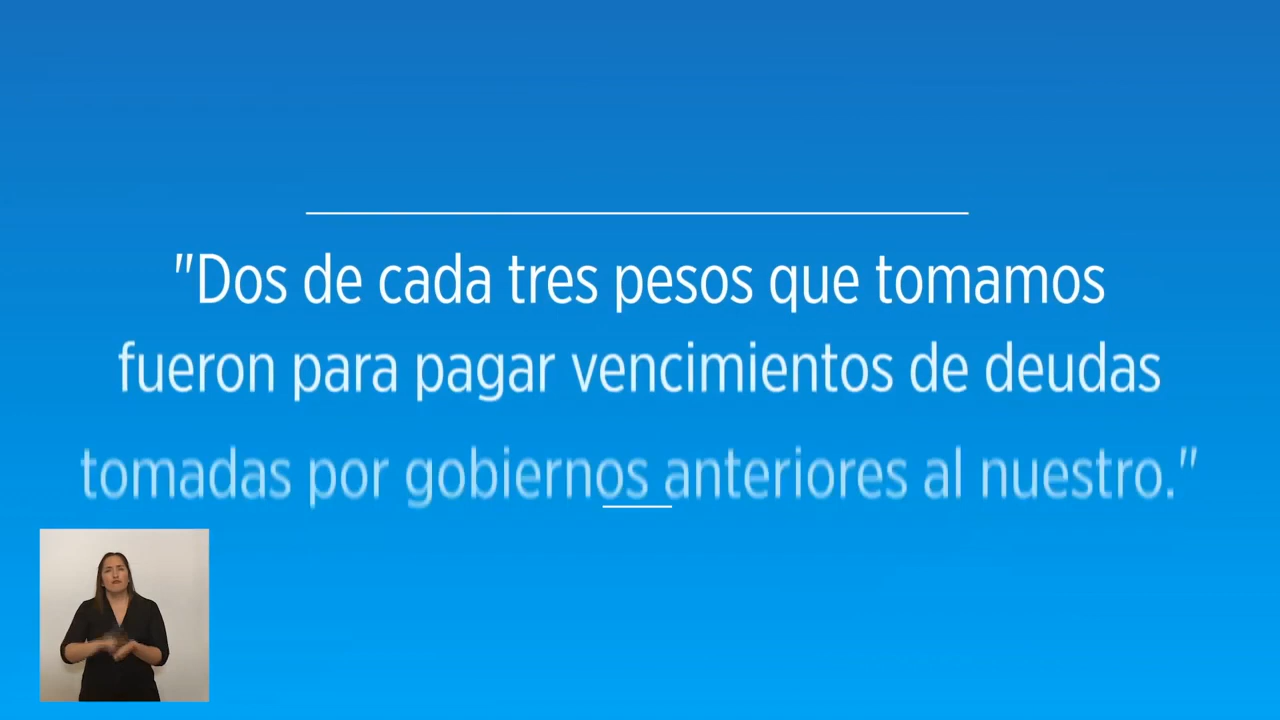 "Dos de cada tres pesos que tomamos
fueron para pagar vencimientos de deudas
tomadas por gobiernos anteriores al nuestro."